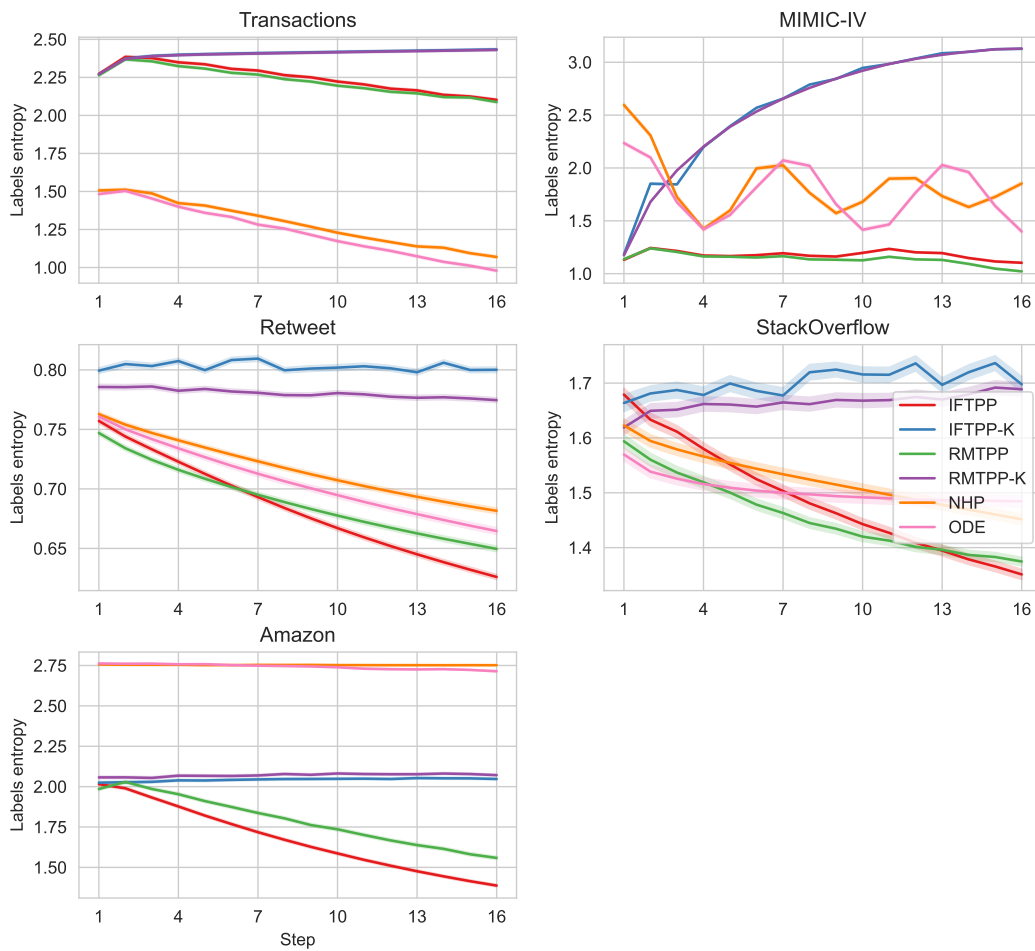 Transactions
Labels entropy
2.50
2.25
2.00
1.75
1.50
1.25
1.00
1 4 7 10 13 16
MIMIC-IV
Labels entropy
3.0
2.5
2.0
1.5
1.0
1 4 7 10 13 16
Retweet
Labels entropy
0.80
0.75
0.70
0.65
1 4 7 10 13 16
StackOverflow
Labels entropy
1.7
1.6
1.5
1.4
IFTPP
IFTPP-K
RMTPP
RMTPP-K
NHP
ODE
1 4 7 10 13 16
Amazon
Labels entropy
2.75
2.50
2.25
2.00
1.75
1.50
1 4 7 10 13 16
Step